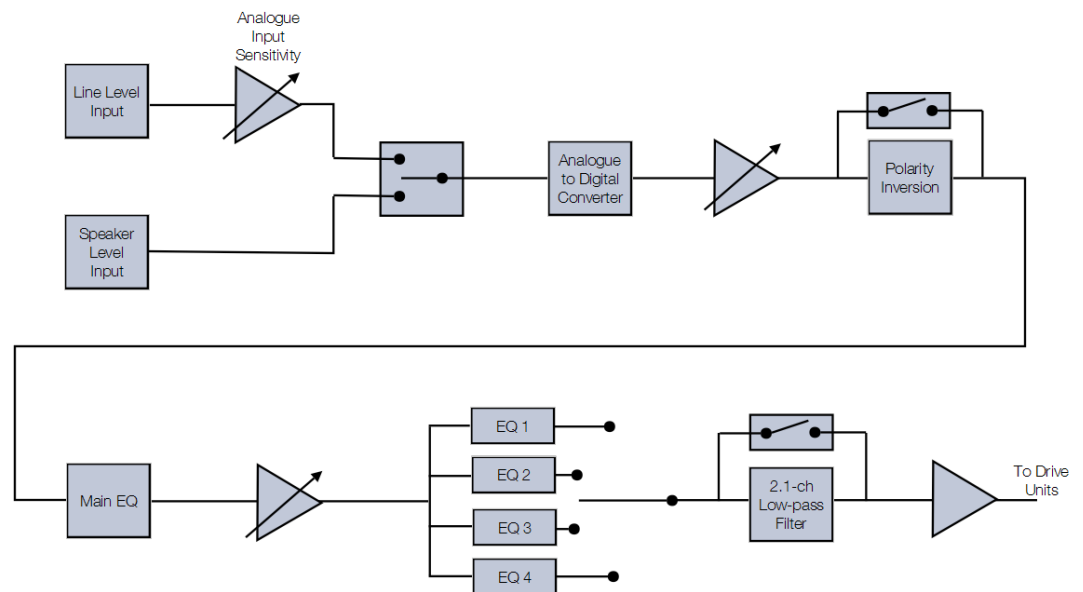 Analogue
Input
Sensitivity
Line Level
Input
Analogue
to Digital
Converter
Polarity
Inversion
Speaker
Level
Input
Main EQ
EQ 1
EQ 2
EQ 3
EQ 4
2.1-ch
Low-pass
Filter
To Drive
Units